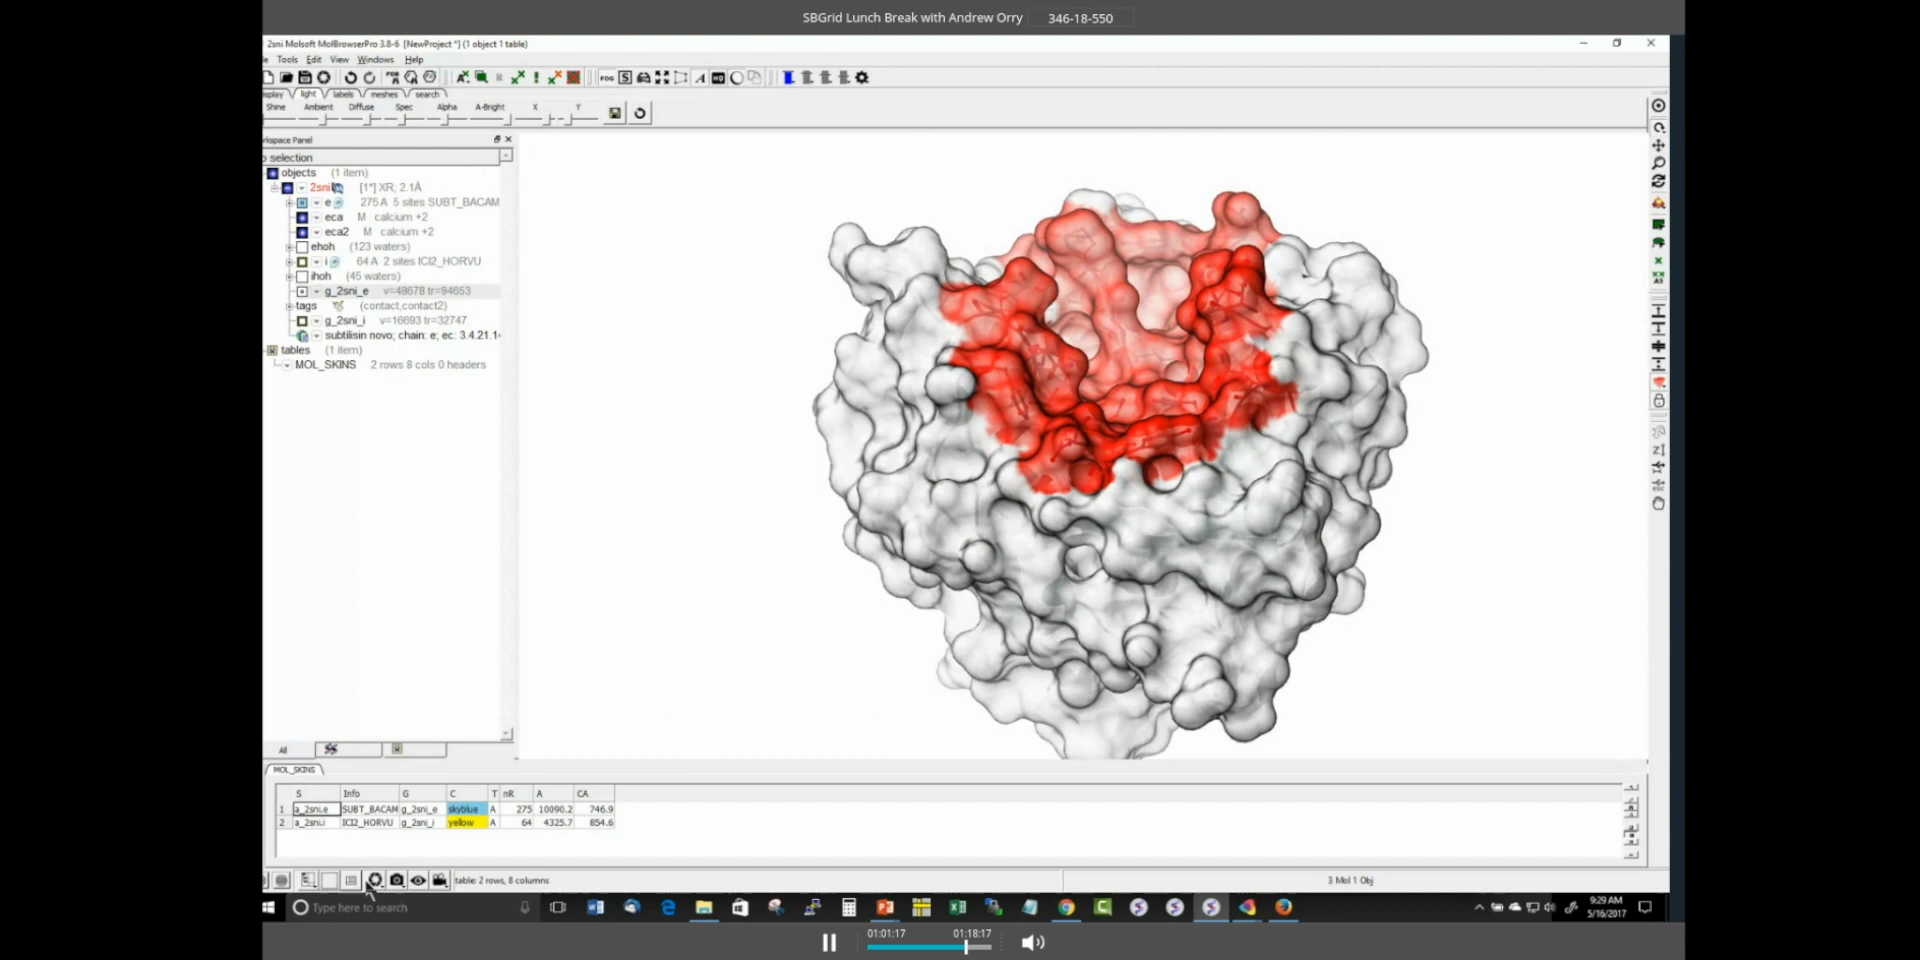 SBGrid Lunch Break with Andrew Orry 346-18-550
2sni Molsoft MolBrowserPro 3.8-6 [NewProject *] (1 object 1 table)
Tools Edit View Windows Help
FOG S A HQ
splay light labels meshes search
Shine Ambient Diffuse Spec Alpha A-Bright X Y
rkspace Panel
selection
objects (1 item)
2sni [1*] XR, 2.1Å
e 275 A 5 sites SUBT_BACAM
eca M calcium +2
eca2 M calcium +2
ehoh (123 waters)
i 64 A 2 sites ICI2_HORVU
ihoh (45 waters)
g_2sni_e v=48678 tr=94653
tags (contact,contact2)
g_2sni_i v=16693 tr=32747
subtilisin novo; chain: e; ec: 3.4.21.1
tables (1 item)
MOL_SKINS 2 rows 8 cols 0 headers
All
MOL_SKINS
S Info G C T nR A CA
1 a_2sni.e SUBT_BACAM g_2sni_e skyblue A 275 10090.2 746.9
2 a_2sni.i ICI2_HORVU g_2sni_i yellow A 64 4325.7 854.6
table: 2 rows, 8 columns
3 Mol 1 Obj
Type here to search
9:29 AM
5/16/2017
01:01:17 01:18:17